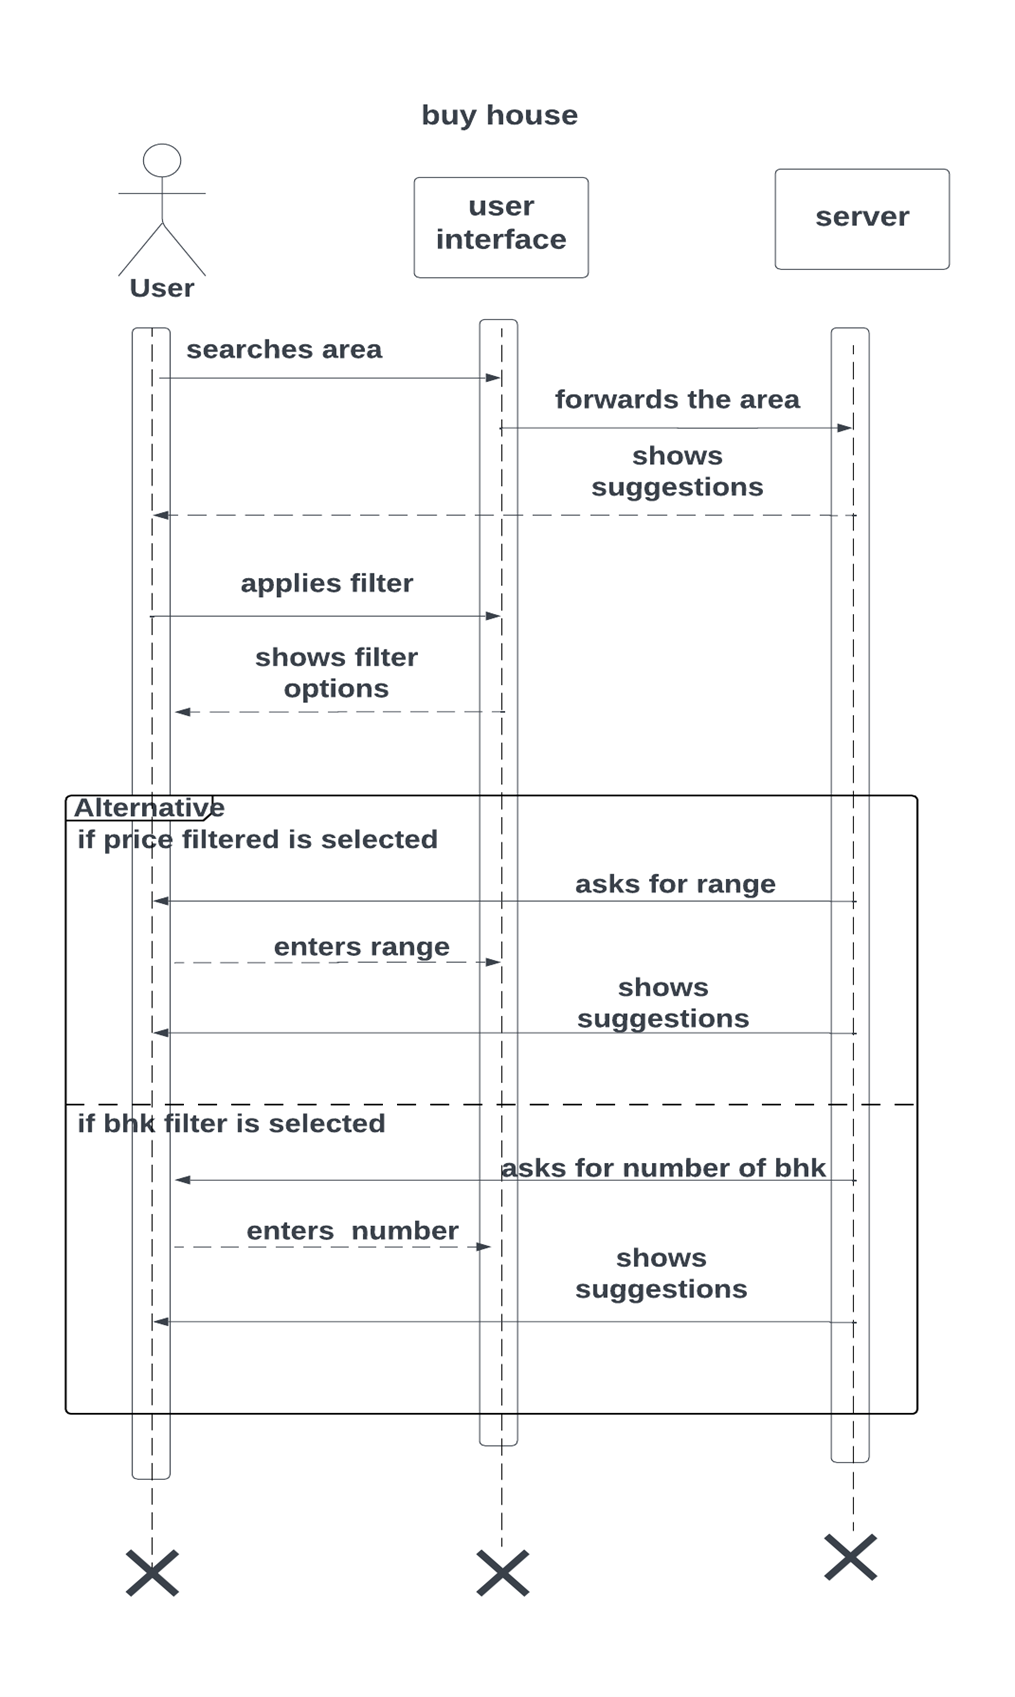 buy house
user
interface
server
User
searches area
forwards the area
shows
suggestions
applies filter
shows filter
options
Alternative
if price filtered is selected
asks for range
enters range
shows
suggestions
if bhk filter is selected
asks for number of bhk
enters  number
shows
suggestions